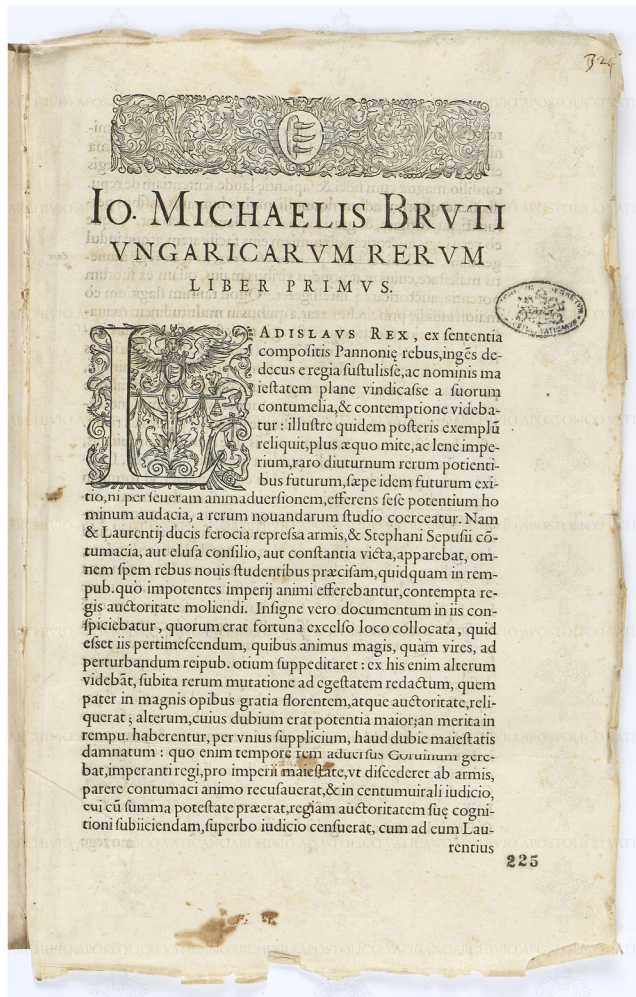 IO. MICHAELIS BRVTI
VNGARICARVM RERVM
LIBER PRIMVS.
LADISLAVS REX, ex sententia
compositis Pannonię rebus, ingẽs de-
decus e regia sustulisse, ac nominis ma
iestatem plane vindicasse a suorum
contumelia, & contemptione videba-
tur: illustre quidem posteris exemplũ
reliquit, plus æquo mite, ac lene impe-
rium, raro diuturnum rerum potienti-
bus futurum, sæpe idem futurum exi-
tio, ni per seueram animaduersionem, efferens sese potentium ho
minum audacia, a rerum nouandarum studio coerceatur. Nam
& Laurentij ducis ferocia repressa armis, & Stephani Sepusii cõ-
tumacia, aut elusa consilio, aut constantia victa, apparebat, om-
nem spem rebus nouis studentibus præcisam, quidquam in rem-
pub. quò impotentes imperij animi efferebantur, contempta re-
gis auctoritate moliendi. Insigne vero documentum in iis con-
spiciebatur, quorum erat fortuna excelso loco collocata, quid
esset iis pertimescendum, quibus animus magis, quam vires, ad
perturbandum reipub. otium suppeditaret: ex his enim alterum
videbãt, subita rerum mutatione ad egestatem redactum, quem
pater in magnis opibus gratia florentem, atque auctoritate, reli-
querat; alterum, cuius dubium erat potentia maior; an merita in
rempu. haberentur, per vnius supplicium, haud dubie maiestatis
damnatum: quo enim tempore rem aduersus Coruinum gere-
bat, imperanti regi, pro imperii maiestate, vt discederet ab armis,
parere contumaci animo recusauerat, & in centumuirali iudicio,
cui cũ summa potestate præerat, regiam auctoritatem suę cogni-
tioni subiiciendam, superbo iudicio censuerat, cum ad eum Lau-
rentius
225